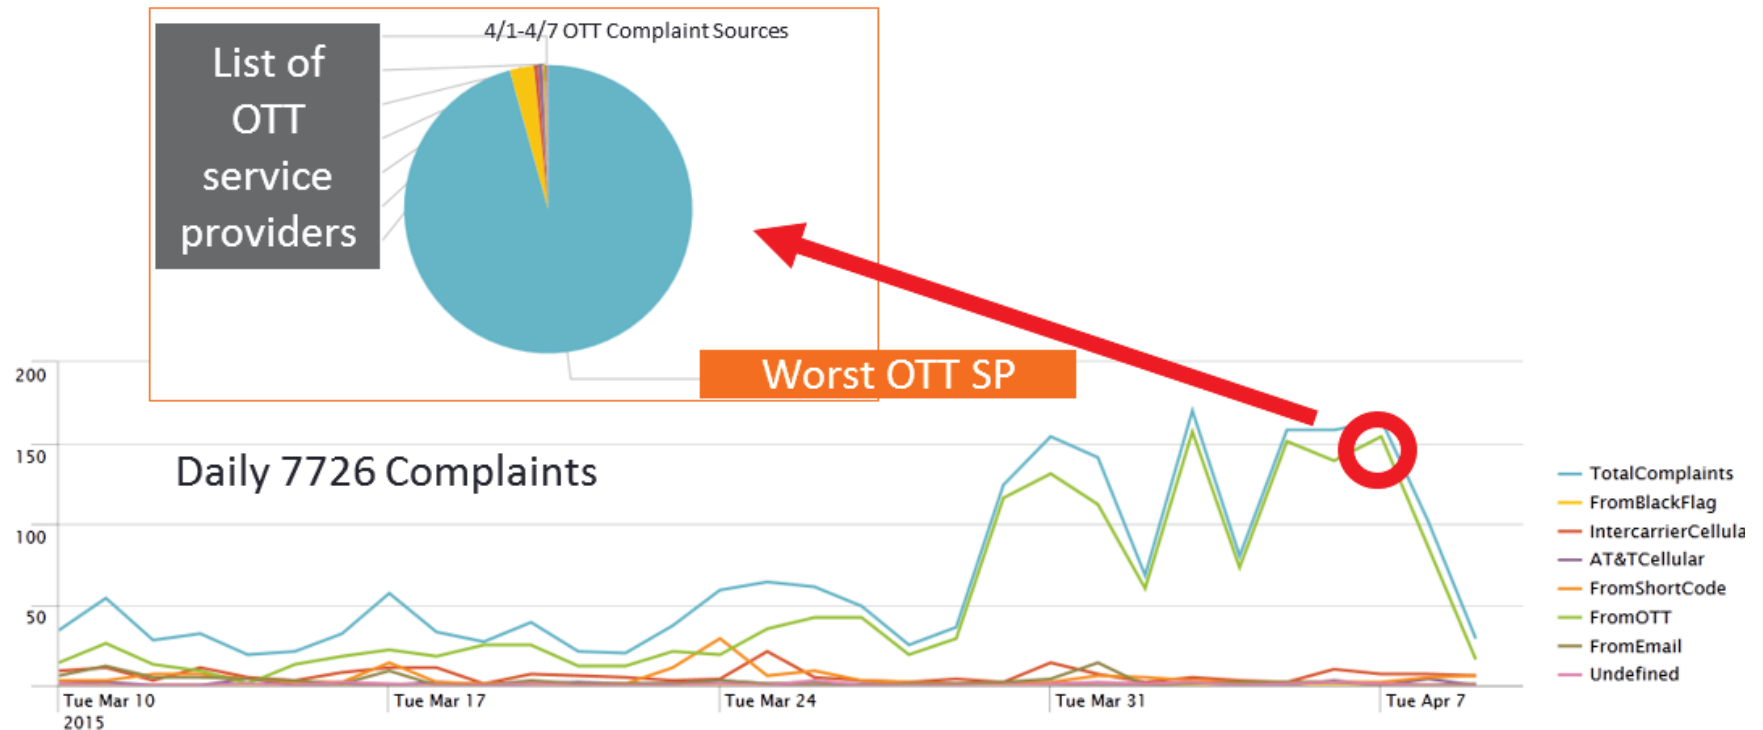 4/1-4/7 OTT Complaint Sources
List of
OTT
service
providers
Worst OTT SP
Daily 7726 Complaints
200
150
100
50
Tue Mar 10
2015
Tue Mar 17
Tue Mar 24
Tue Mar 31
Tue Apr 7
TotalComplaints
FromBlackFlag
IntercarrierCellula
AT&TCellular
FromShortCode
FromOTT
FromEmail
Undefined